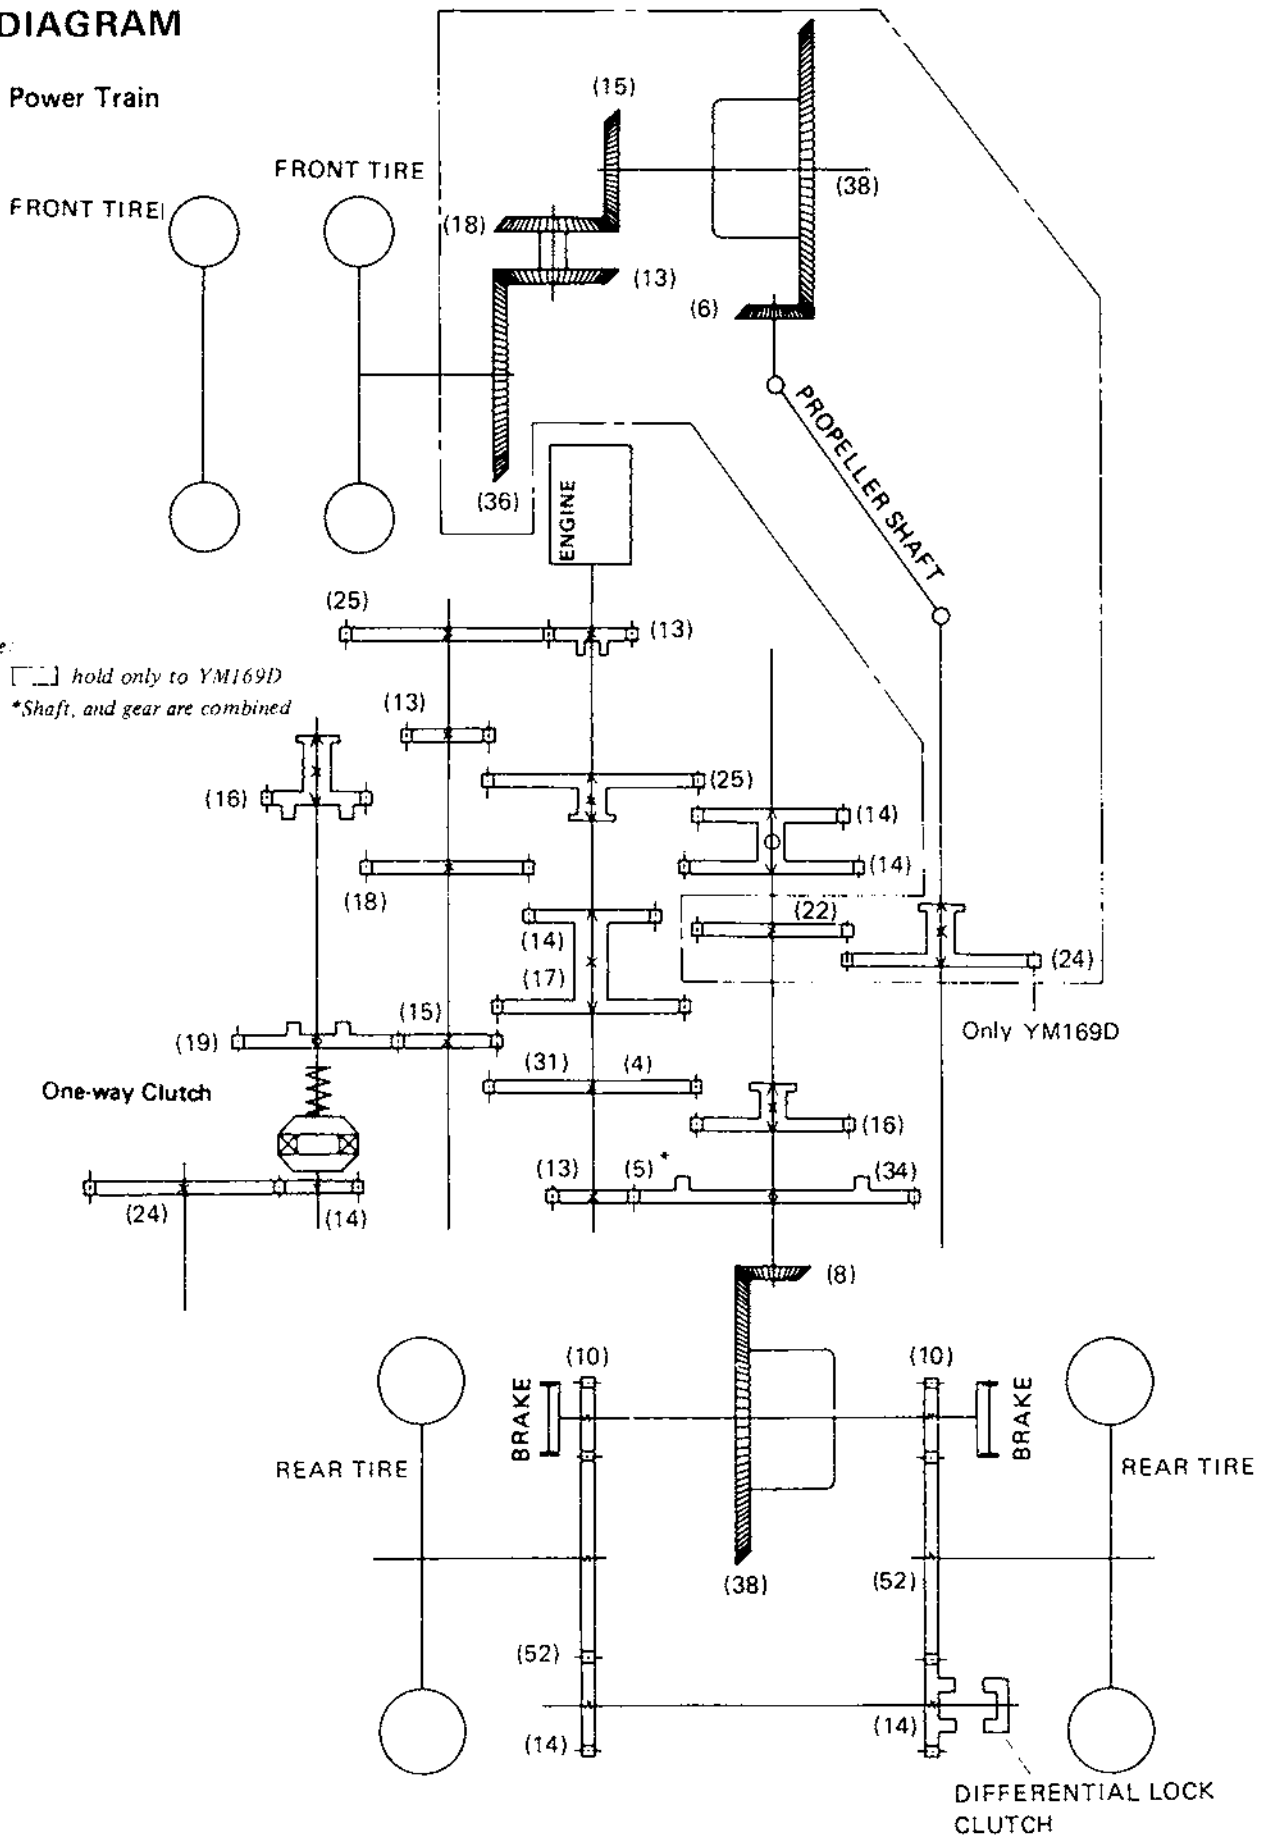 DIAGRAM
Power Train
(15)
FRONT TIRE
(38)
FRONT TIRE
(18)
(13)
(6)
PROPELLER SHAFT
(36)
ENGINE
(25)
(13)
e:
hold only to YM169D
*Shaft, and gear are combined
(13)
(25)
(16)
(14)
(14)
(18)
(22)
(14)
(24)
(17)
(15)
Only YM169D
(19)
(31)
(4)
One-way Clutch
(16)
(13)
(5)*
(34)
(24)
(14)
(8)
(10)
(10)
BRAKE
BRAKE
REAR TIRE
REAR TIRE
(38)
(52)
(52)
(14)
(14)
DIFFERENTIAL LOCK
CLUTCH